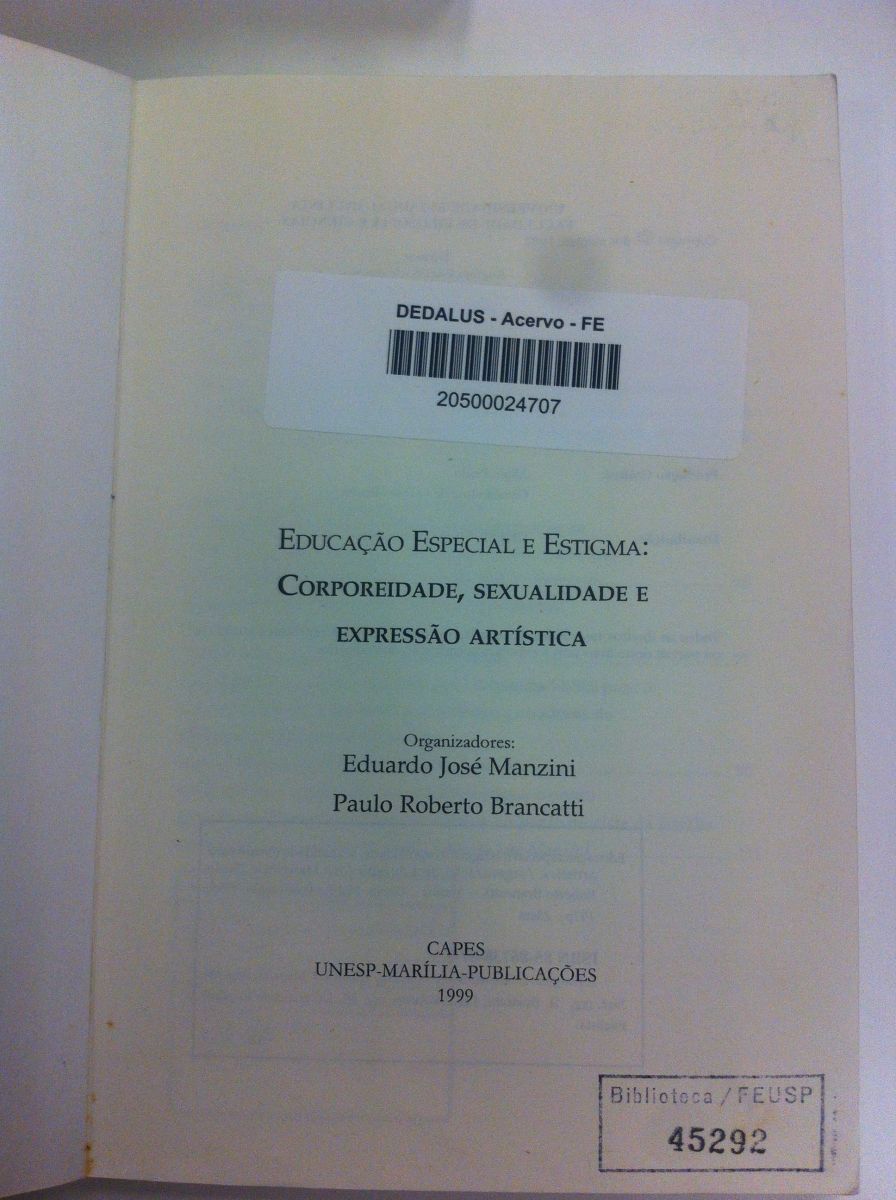 DEDALUS - Acervo - FE
20500024707
EDUCAÇÃO ESPECIAL E ESTIGMA:
CORPOREIDADE, SEXUALIDADE E
EXPRESSÃO ARTÍSTICA
Organizadores:
Eduardo José Manzini
Paulo Roberto Brancatti
CAPES
UNESP-MARÍLIA-PUBLICAÇÕES
1999
Biblioteca / FEUSP
45292